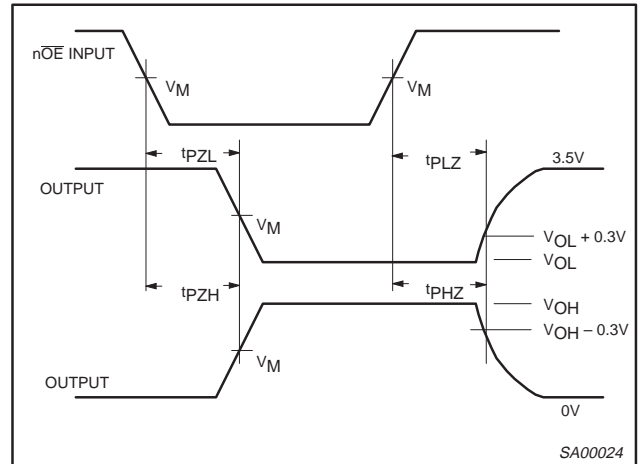 nOE INPUT
VM
VM
tPZL
tPLZ
3.5V
OUTPUT
VM
VOL + 0.3V
VOL
tPZH
tPHZ
VOH
VOH – 0.3V
VM
OUTPUT
0V
SA00024